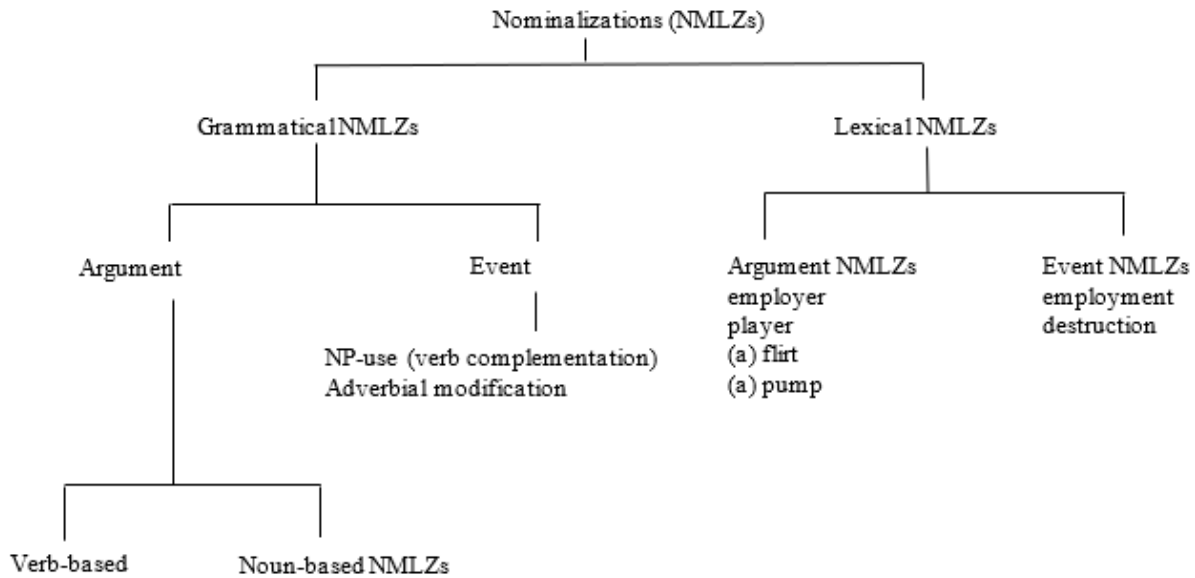 Nominalizations (NMLZs)
Grammatical NMLZs
Lexical NMLZs
Argument
Event
Argument NMLZs
employer
player
(a) flirt
(a) pump
Event NMLZs
employment
destruction
NP-use (verb complementation)
Adverbial modification
Verb-based
Noun-based NMLZs